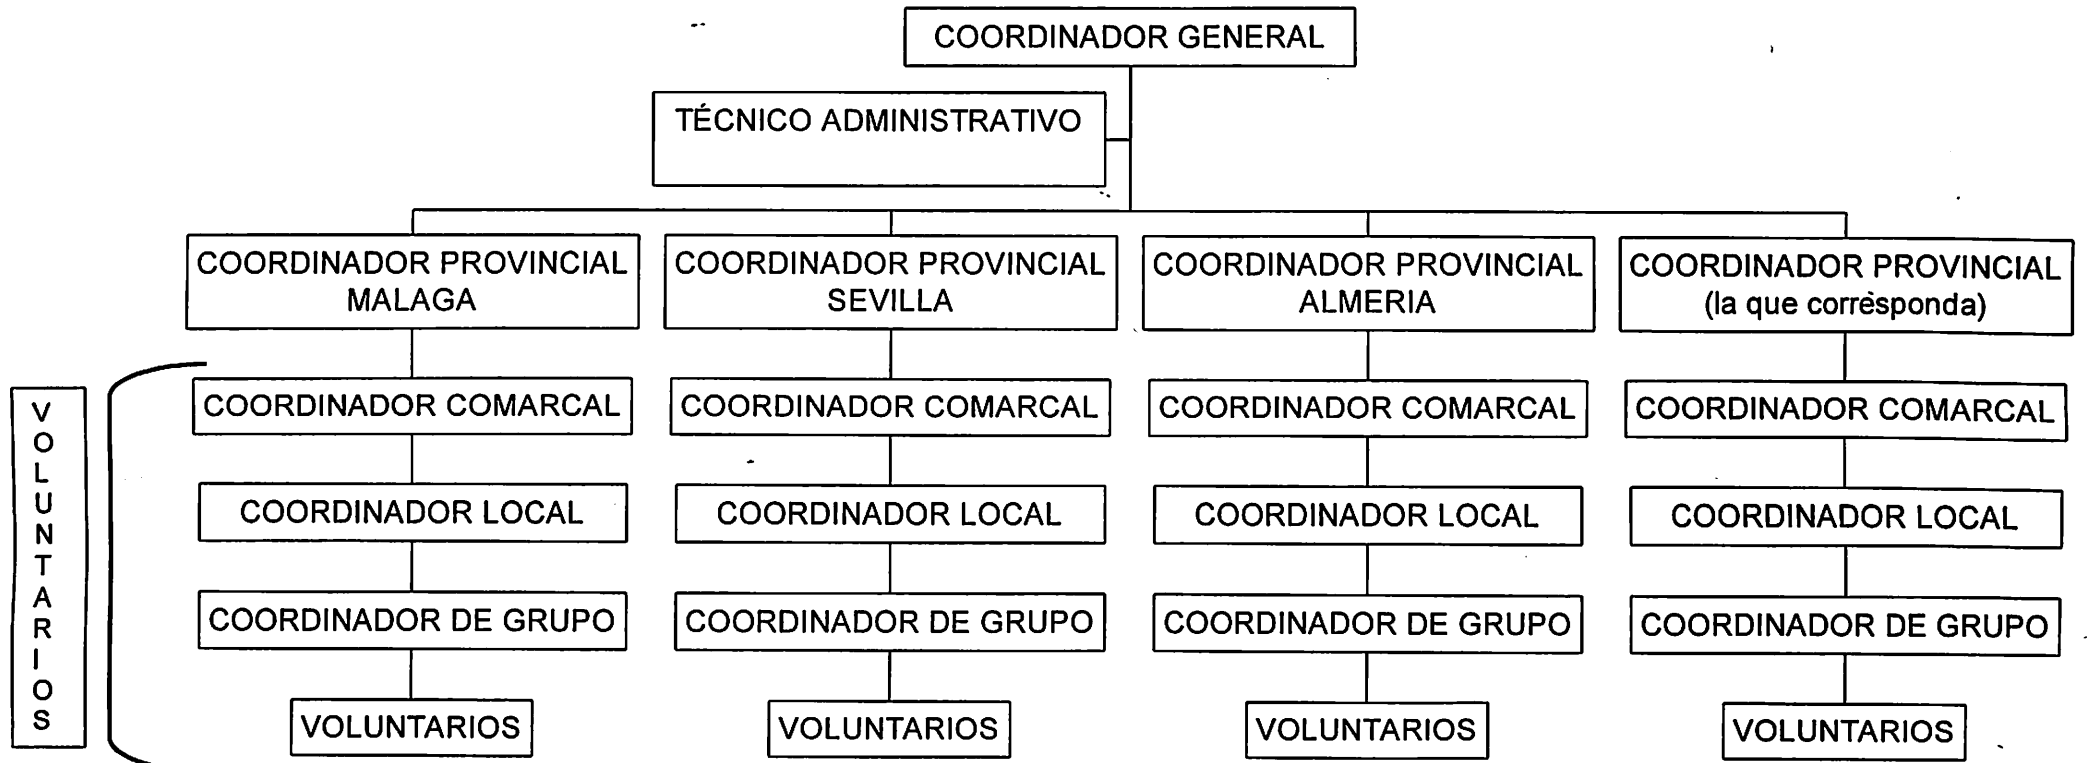 COORDINADOR GENERAL
TÉCNICO ADMINISTRATIVO
COORDINADOR PROVINCIAL
MALAGA
COORDINADOR PROVINCIAL
SEVILLA
COORDINADOR PROVINCIAL
ALMERIA
COORDINADOR PROVINCIAL
(la que corresponda)
VOLUNTARIOS
COORDINADOR COMARCAL
COORDINADOR COMARCAL
COORDINADOR COMARCAL
COORDINADOR COMARCAL
COORDINADOR LOCAL
COORDINADOR LOCAL
COORDINADOR LOCAL
COORDINADOR LOCAL
COORDINADOR DE GRUPO
COORDINADOR DE GRUPO
COORDINADOR DE GRUPO
COORDINADOR DE GRUPO
VOLUNTARIOS
VOLUNTARIOS
VOLUNTARIOS
VOLUNTARIOS